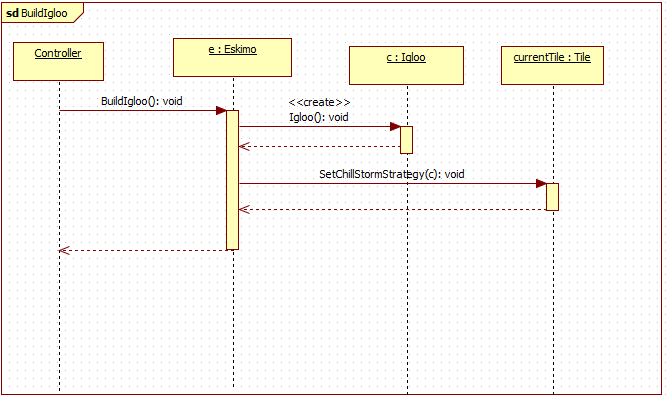 sd BuildIgloo
Controller
e : Eskimo
c : Igloo
currentTile : Tile
BuildIgloo(): void
<<create>>
Igloo(): void
SetChillStormStrategy(c): void